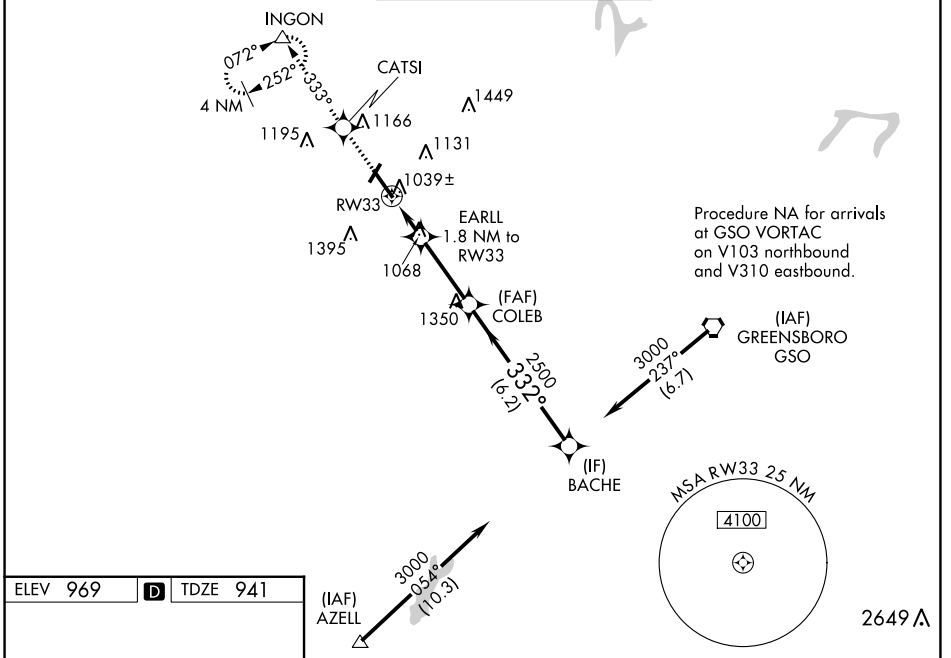 INGON
072°
252°
333°
4 NM
CATSI
1449
1166
1195
1131
1039±
RW33
EARLL
1.8 NM to
RW33
1395
1068
Procedure NA for arrivals
at GSO VORTAC
on V103 northbound
and V310 eastbound.
(FAF)
COLEB
1350
(IAF)
GREENSBORO
GSO
3000
237°
(6.7)
2500
332°
(6.2)
(IF)
BACHE
MSA RW33 25 NM
4100
3000
054°
(10.3)
(IAF)
AZELL
2649
ELEV 969 D TDZE 941